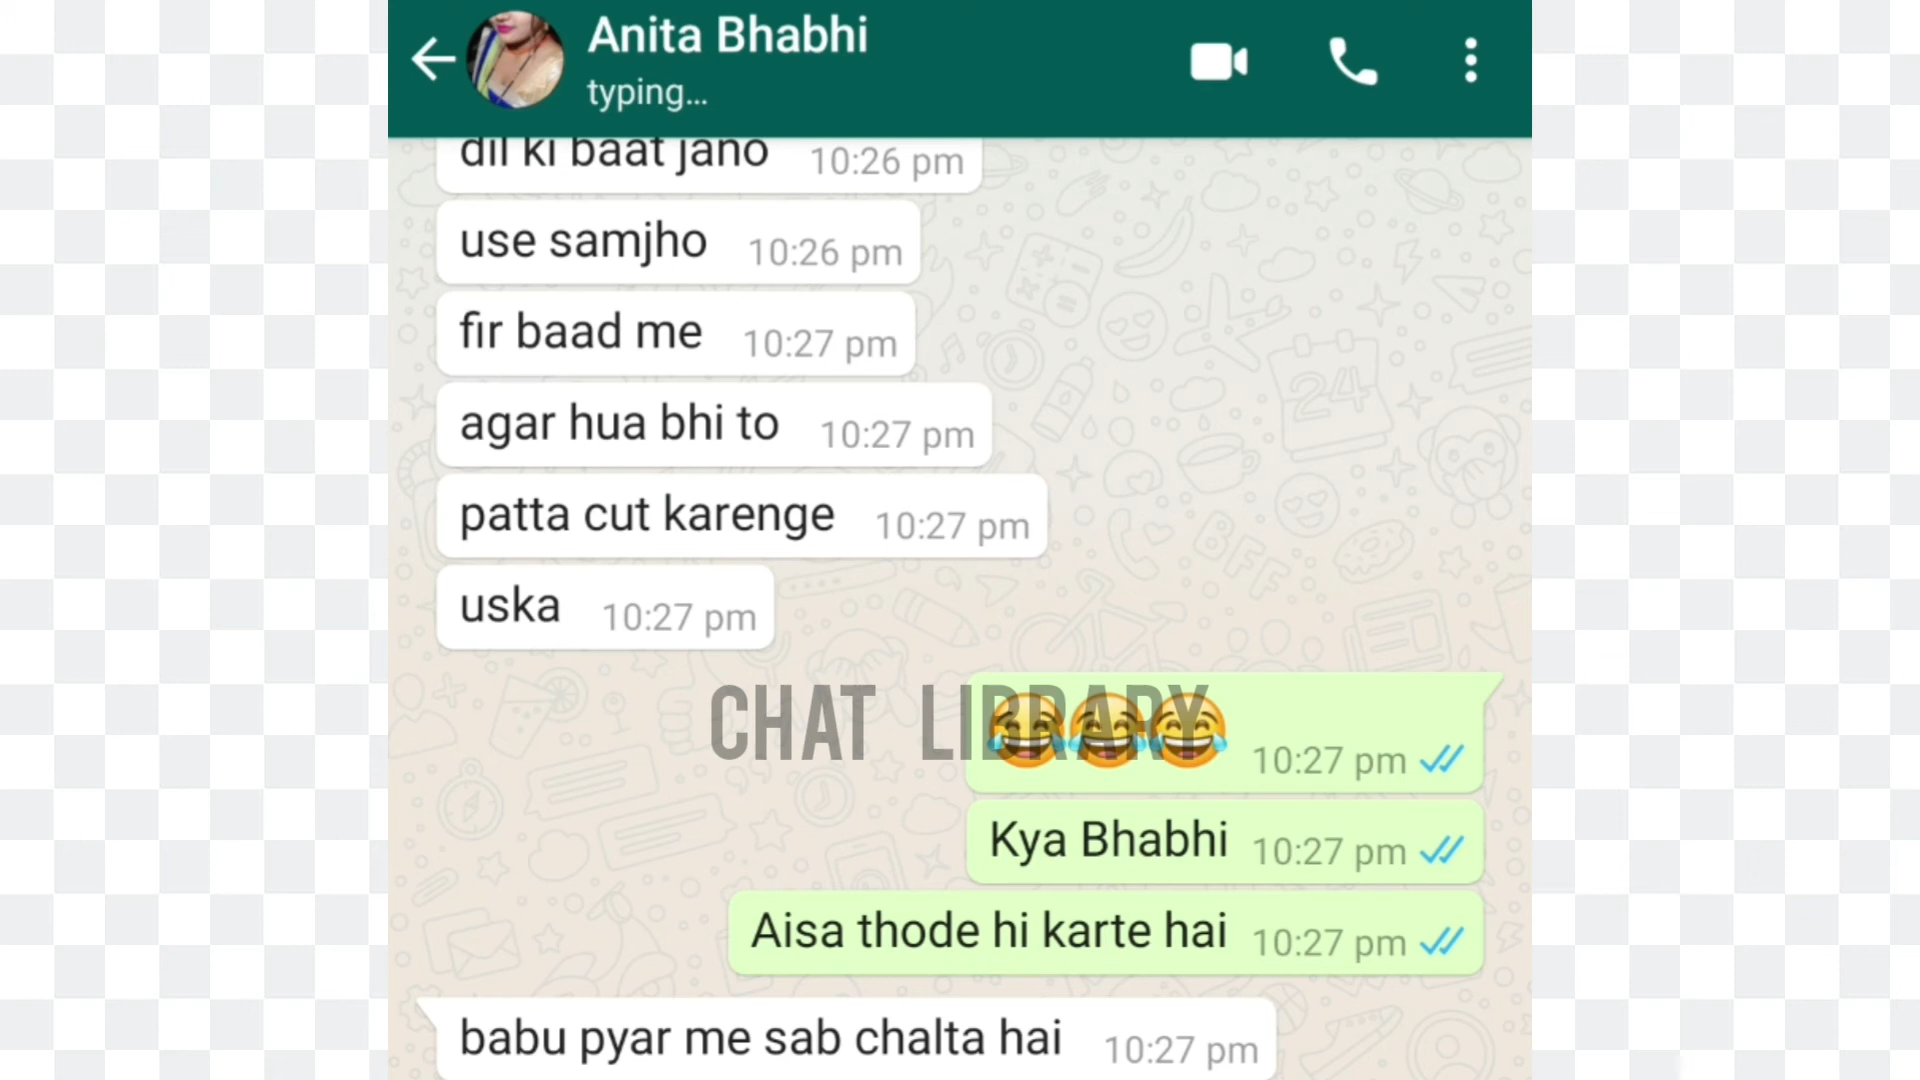 Anita Bhabhi
typing...
dil ki baat jano 10:26 pm
use samjho 10:26 pm
fir baad me 10:27 pm
agar hua bhi to 10:27 pm
patta cut karenge 10:27 pm
uska 10:27 pm
CHAT LIBRARY
😂😂😂 10:27 pm
Kya Bhabhi 10:27 pm
Aisa thode hi karte hai 10:27 pm
babu pyar me sab chalta hai 10:27 pm